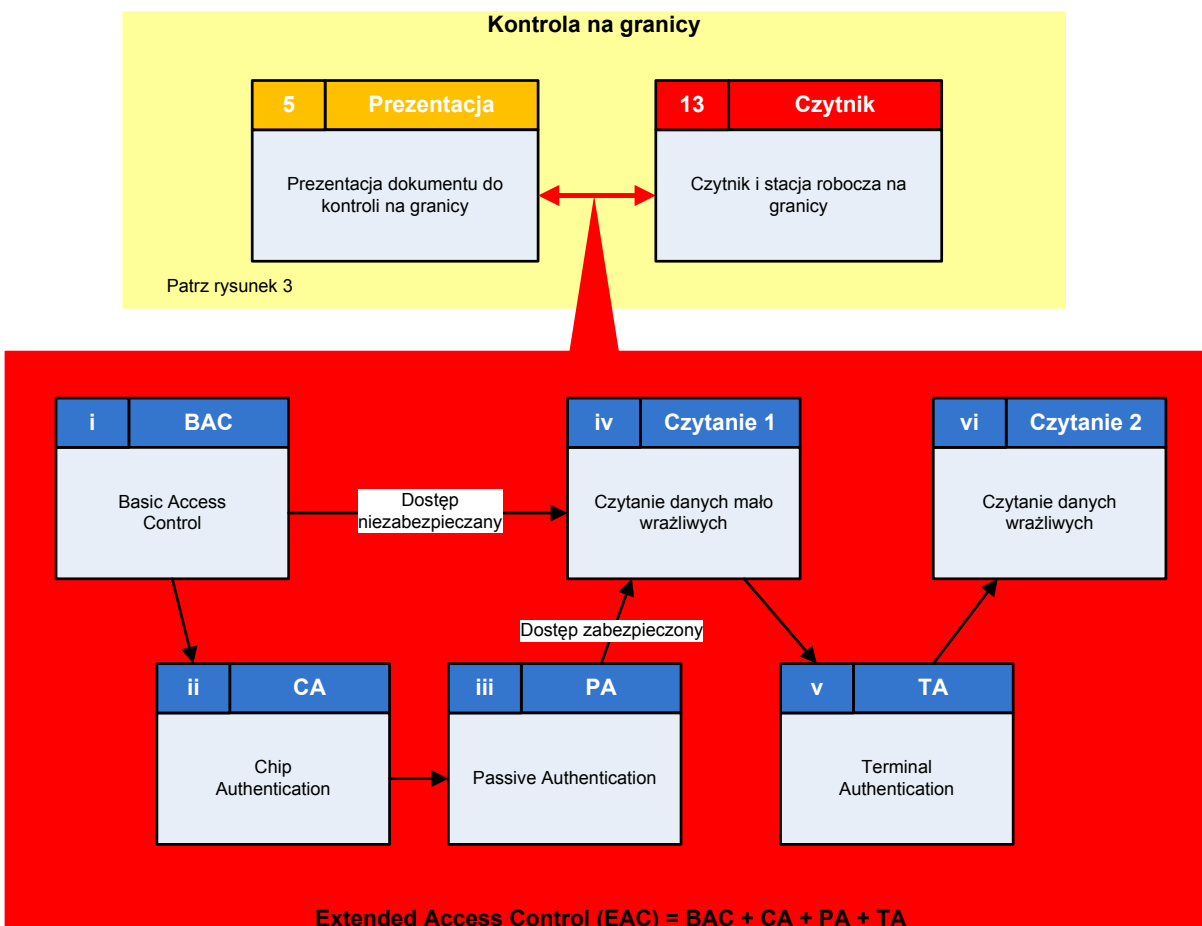 Kontrola na granicy
5 Prezentacja
Prezentacja dokumentu do
kontroli na granicy
13 Czytnik
Czytnik i stacja robocza na
granicy
Patrz rysunek 3
i BAC
Basic Access
Control
Dostęp
niezabezpieczany
iv Czytanie 1
Czytanie danych mało
wrażliwych
vi Czytanie 2
Czytanie danych
wrażliwych
Dostęp zabezpieczony
ii CA
Chip
Authentication
iii PA
Passive Authentication
v TA
Terminal
Authentication
Extended Access Control (EAC) = BAC + CA + PA + TA